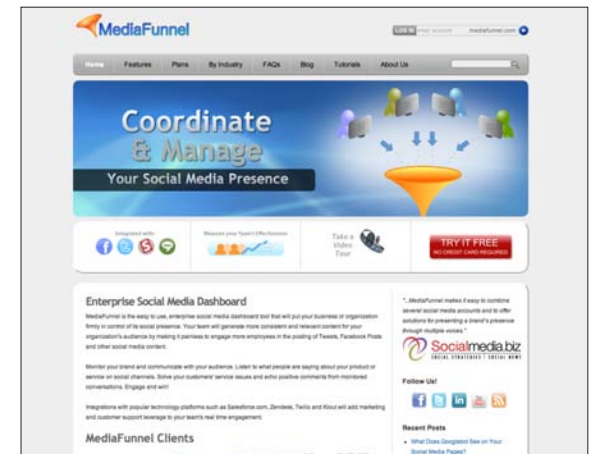 MediaFunnel
LOG IN
.mediafunnel.com
Home Features Plans By Industry FAQs Blog Tutorials About Us
Coordinate
& Manage
Your Social Media Presence
Integrated with:
Measure your Team's Effectiveness
Take a
Video
Tour
TRY IT FREE
NO CREDIT CARD REQUIRED
Enterprise Social Media Dashboard
MediaFunnel is the easy to use, enterprise social media dashboard tool that will put your business or organization
firmly in control of its social presence. Your team will generate more consistent and relevant content for your
organization's audience by making it painless to engage more employees in the posting of Tweets, Facebook Posts
and other social media content.
Monitor your brand and communicate with your audience. Listen to what people are saying about your product or
service on social channels. Solve your customers' service issues and echo positive comments from monitored
conversations. Engage and win!
Integrations with popular technology platforms such as Salesforce.com, Zendesk, Twilio and Klout will add marketing
and customer support leverage to your team's real time engagement.
MediaFunnel Clients
"...MediaFunnel makes it easy to combine
several social media accounts and to offer
solutions for presenting a brand's presence
through multiple voices."
Socialmedia.biz
SOCIAL STRATEGIES | SOCIAL NEWS
Follow Us!
Recent Posts
What Does Googlebot See on Your
Social Media Pages?